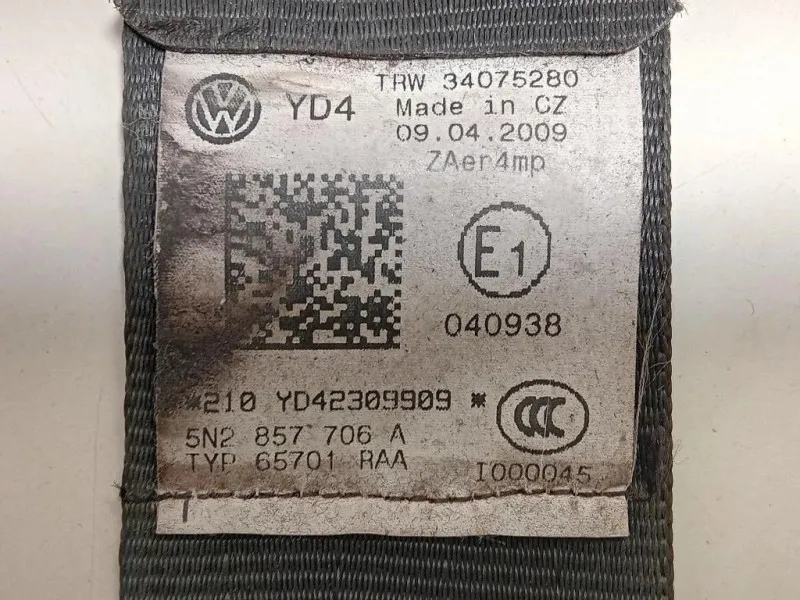 TRW 34075280
YD4
Made in CZ
09.04.2009
ZAer4mp
E1
040938
*210 YD42309909 *
CCC
5N2 857 706 A
TYP 65701 RAA
I000045